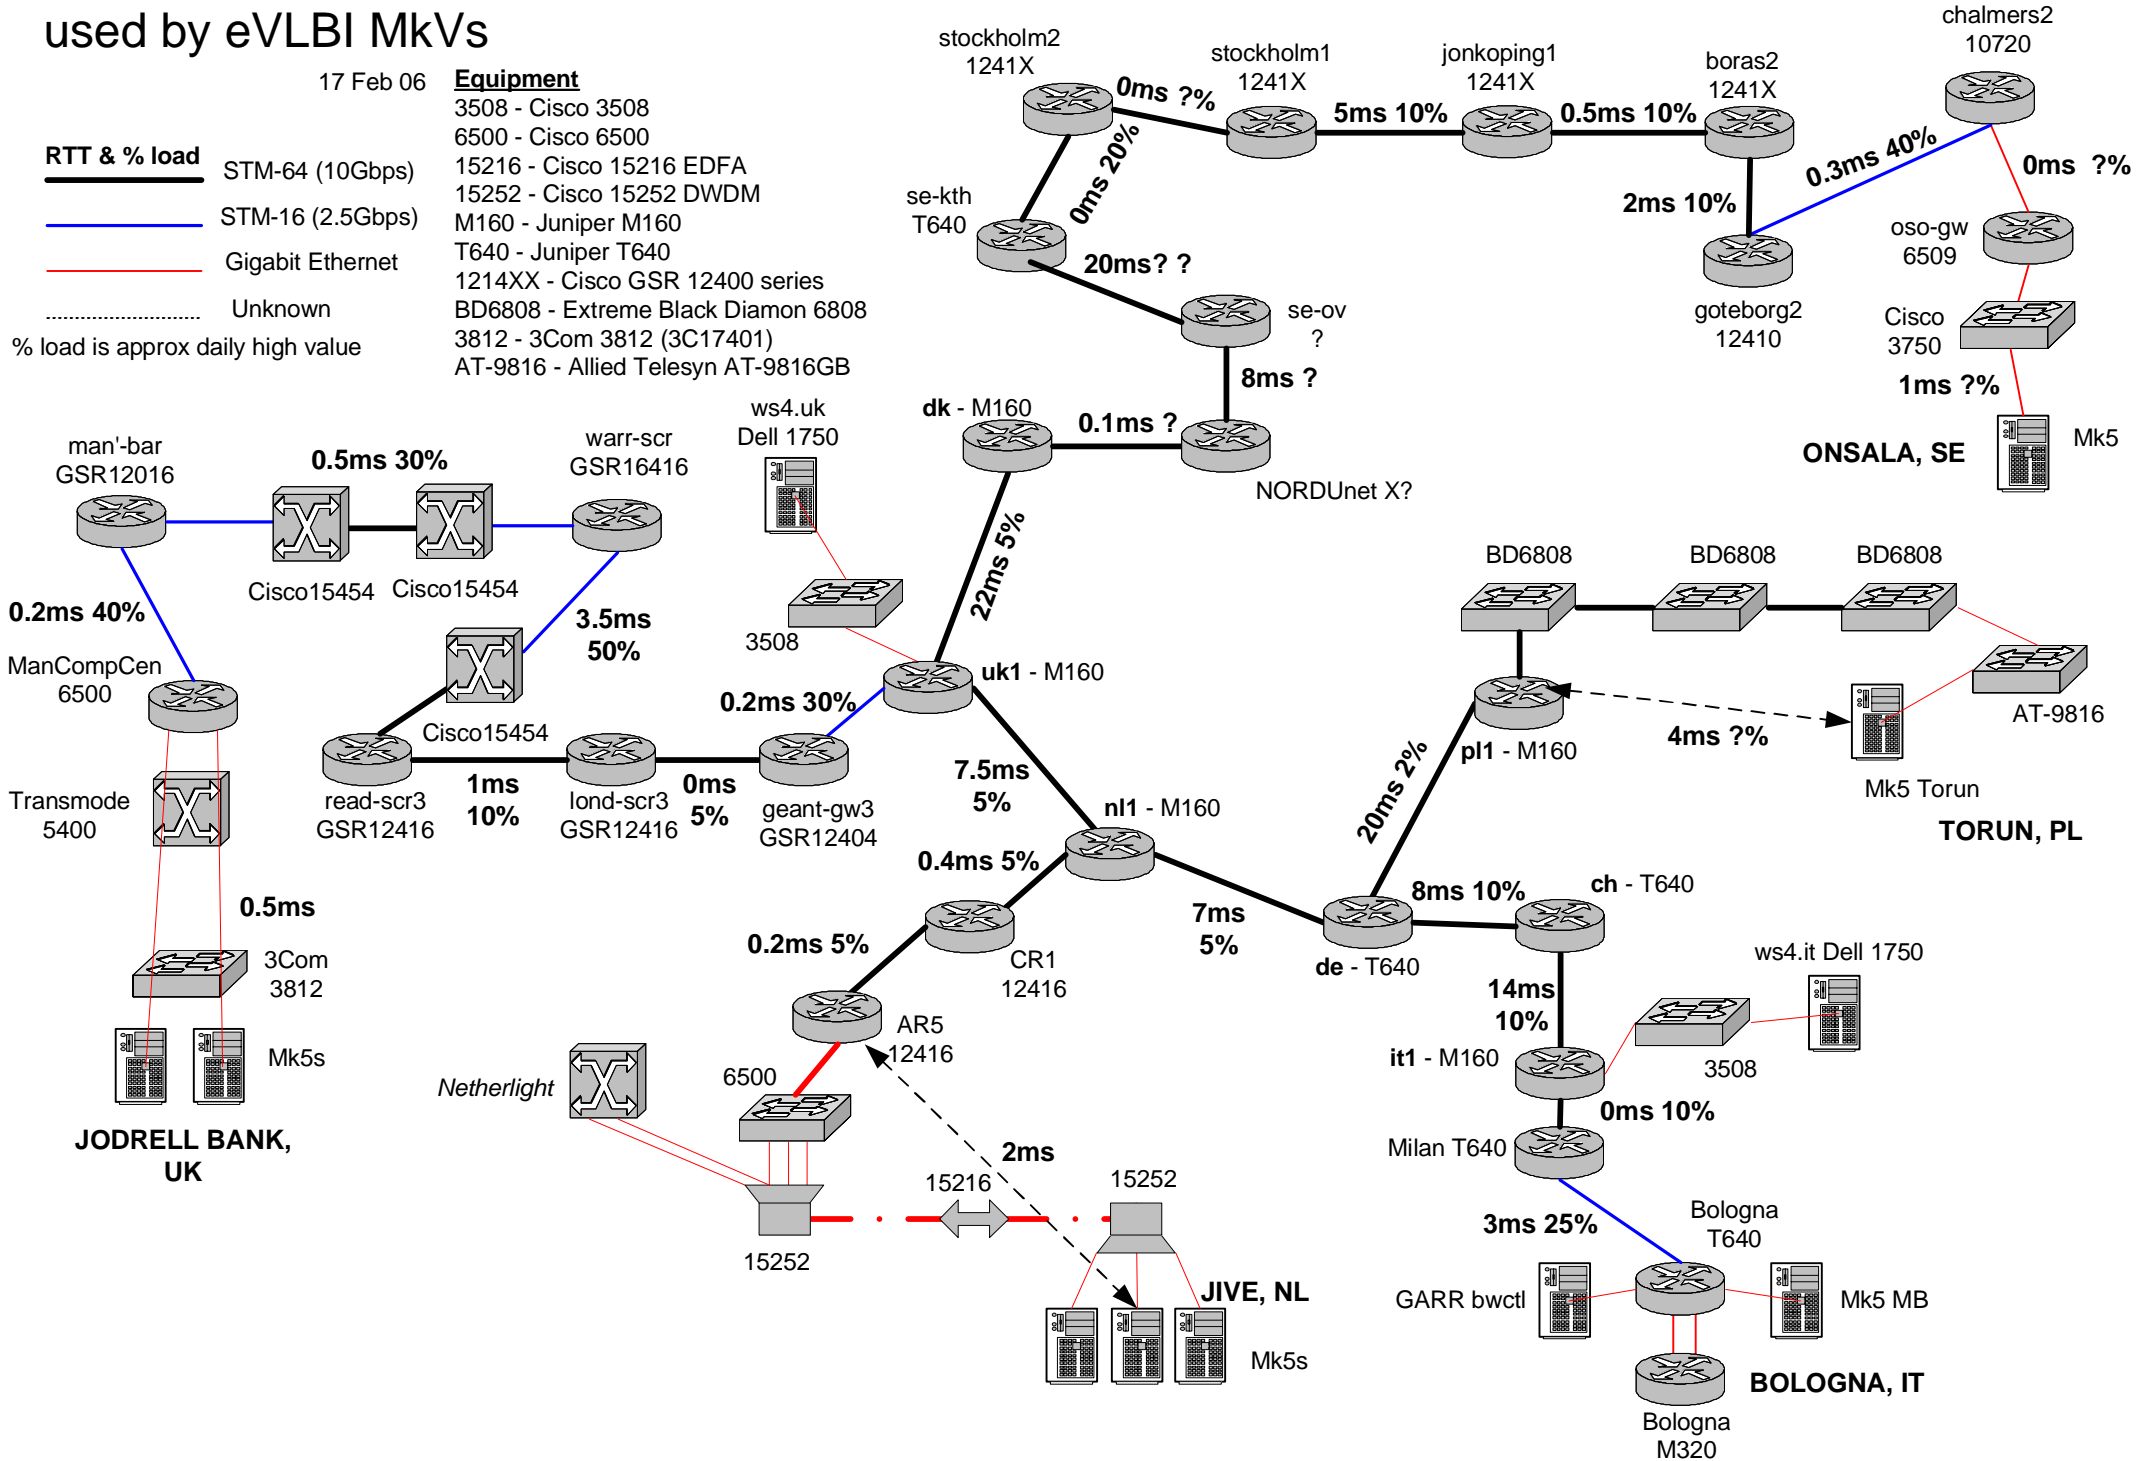 used by eVLBI MkVs
17 Feb 06
Equipment
3508 - Cisco 3508
6500 - Cisco 6500
15216 - Cisco 15216 EDFA
15252 - Cisco 15252 DWDM
M160 - Juniper M160
T640 - Juniper T640
1214XX - Cisco GSR 12400 series
BD6808 - Extreme Black Diamon 6808
3812 - 3Com 3812 (3C17401)
AT-9816 - Allied Telesyn AT-9816GB
RTT & % load
STM-64 (10Gbps)
STM-16 (2.5Gbps)
Gigabit Ethernet
Unknown
% load is approx daily high value
stockholm2
1241X
0ms ?%
stockholm1
1241X
5ms 10%
jonkoping1
1241X
0.5ms 10%
boras2
1241X
chalmers2
10720
0.3ms 40%
0ms ?%
2ms 10%
goteborg2
12410
oso-gw
6509
Cisco
3750
1ms ?%
Mk5
ONSALA, SE
0ms 20%
se-kth
T640
20ms? ?
se-ov
?
8ms ?
dk - M160
0.1ms ?
NORDUnet X?
22ms 5%
ws4.uk
Dell 1750
3508
uk1 - M160
man'-bar
GSR12016
0.5ms 30%
warr-scr
GSR16416
Cisco15454
Cisco15454
0.2ms 40%
3.5ms
50%
ManCompCen
6500
Cisco15454
0.2ms 30%
read-scr3
GSR12416
1ms
10%
lond-scr3
GSR12416
0ms
5%
geant-gw3
GSR12404
Transmode
5400
0.5ms
3Com
3812
Mk5s
JODRELL BANK,
UK
7.5ms
5%
nl1 - M160
0.4ms 5%
CR1
12416
0.2ms 5%
AR5
12416
6500
Netherlight
2ms
15216
15252
15252
JIVE, NL
Mk5s
7ms
5%
de - T640
20ms 2%
pl1 - M160
BD6808
BD6808
BD6808
AT-9816
4ms ?%
Mk5 Torun
TORUN, PL
8ms 10%
ch - T640
14ms
10%
ws4.it Dell 1750
3508
it1 - M160
0ms 10%
Milan T640
3ms 25%
Bologna
T640
GARR bwctl
Mk5 MB
BOLOGNA, IT
Bologna
M320